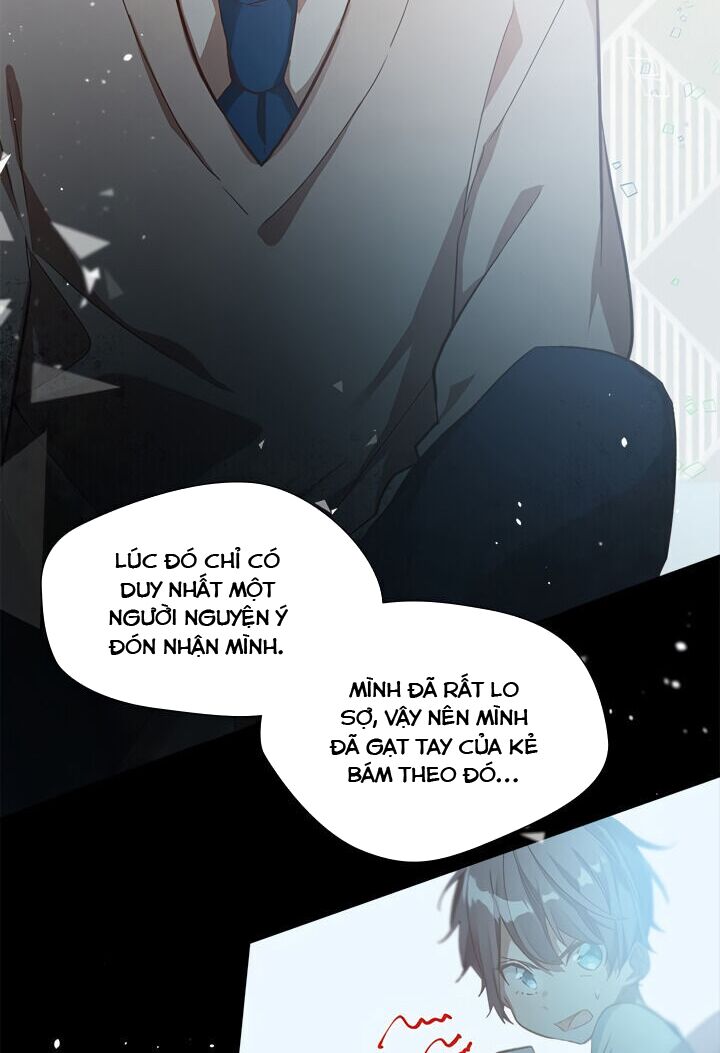 LÚC ĐÓ CHỈ CÓ
DUY NHẤT MỘT
NGƯỜI NGUYỆN Ý
ĐÓN NHẬN MÌNH.
MÌNH ĐÃ RẤT LO
SỢ, VẬY NÊN MÌNH
ĐÃ GẠT TAY CỦA KẺ
BÁM THEO ĐÓ...